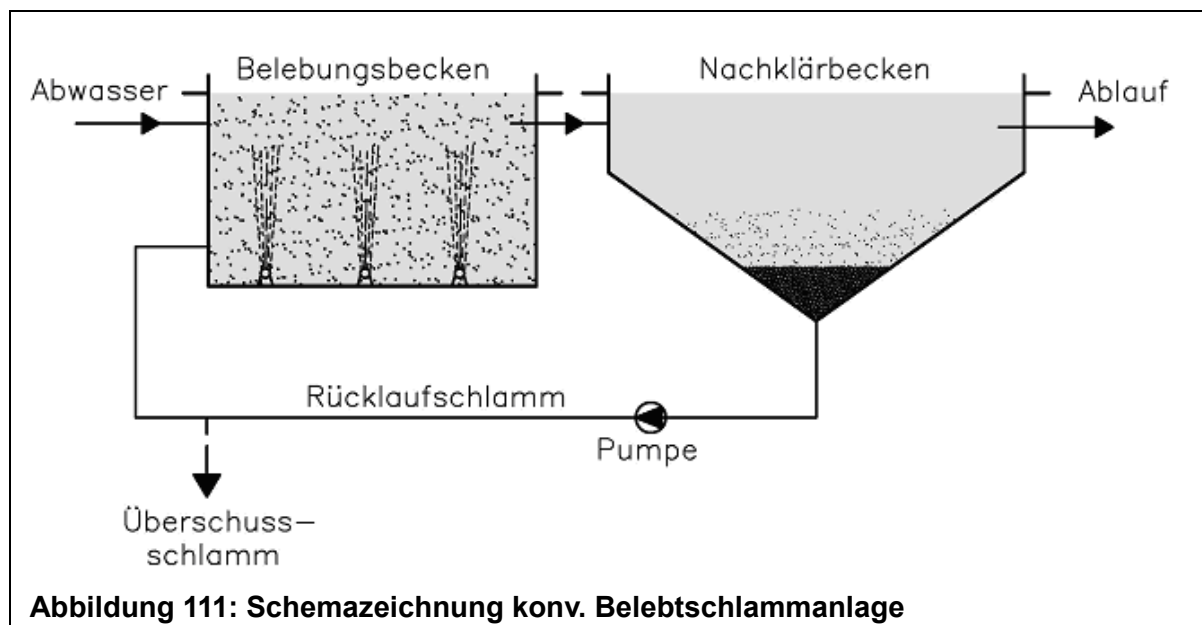 Belebungsbecken
Nachklärbecken
Abwasser
Ablauf
Rücklaufschlamm
Pumpe
Überschuss-
schlamm
Abbildung 111: Schemazeichnung konv. Belebtschlammanlage